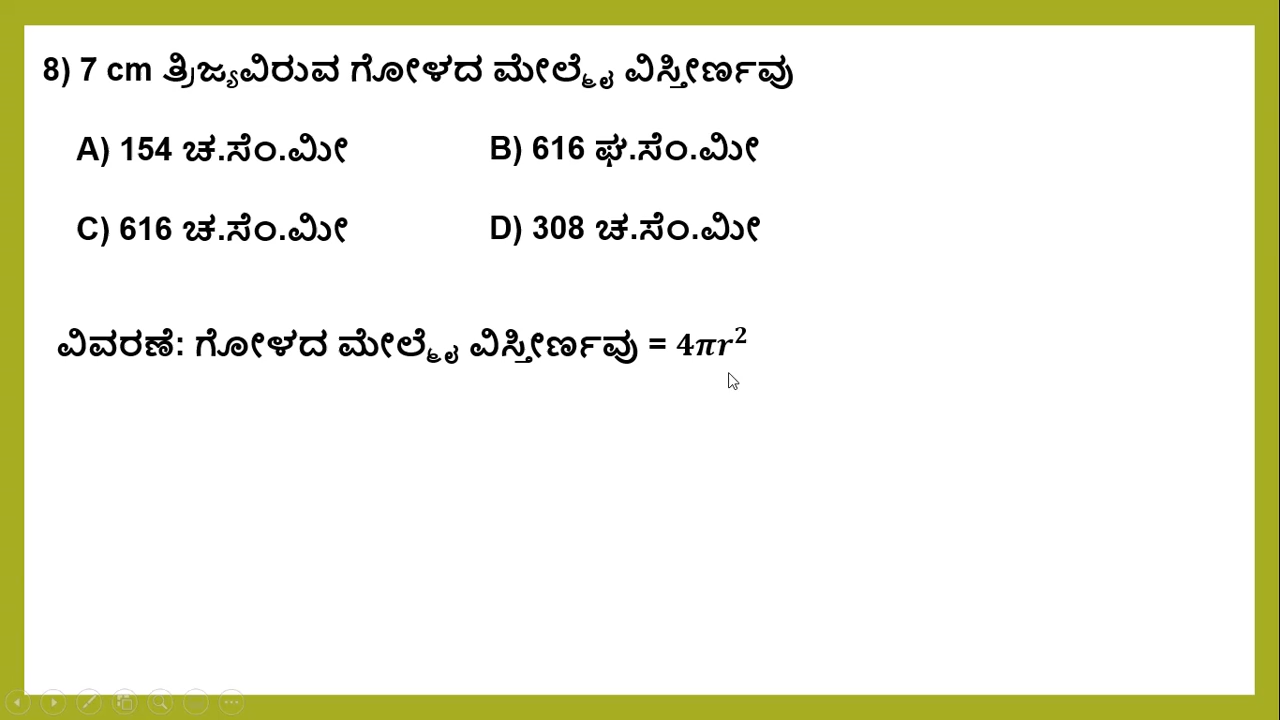 8) 7 cm ತ್ರಿಜ್ಯವಿರುವ ಗೋಳದ ಮೇಲ್ಮೈ ವಿಸ್ತೀರ್ಣವು
A) 154 ಚ.ಸೆಂ.ಮೀ B) 616 ಘ.ಸೆಂ.ಮೀ
C) 616 ಚ.ಸೆಂ.ಮೀ D) 308 ಚ.ಸೆಂ.ಮೀ
ವಿವರಣೆ: ಗೋಳದ ಮೇಲ್ಮೈ ವಿಸ್ತೀರ್ಣವು = 4πr²